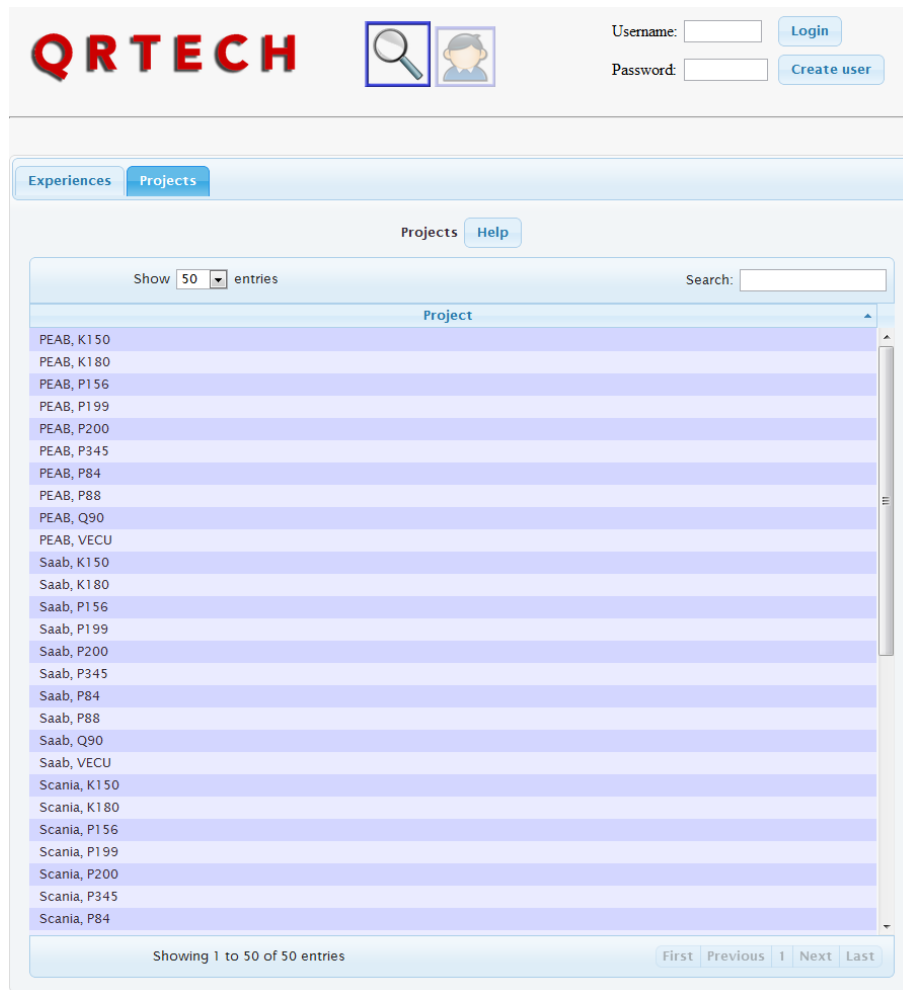 QRTECH
Username:
Login
Password:
Create user
Experiences
Projects
Projects Help
Show 50 entries
Search:
Project
PEAB, K150
PEAB, K180
PEAB, P156
PEAB, P199
PEAB, P200
PEAB, P345
PEAB, P84
PEAB, P88
PEAB, Q90
PEAB, VECU
Saab, K150
Saab, K180
Saab, P156
Saab, P199
Saab, P200
Saab, P345
Saab, P84
Saab, P88
Saab, Q90
Saab, VECU
Scania, K150
Scania, K180
Scania, P156
Scania, P199
Scania, P200
Scania, P345
Scania, P84
Showing 1 to 50 of 50 entries
First Previous 1 Next Last